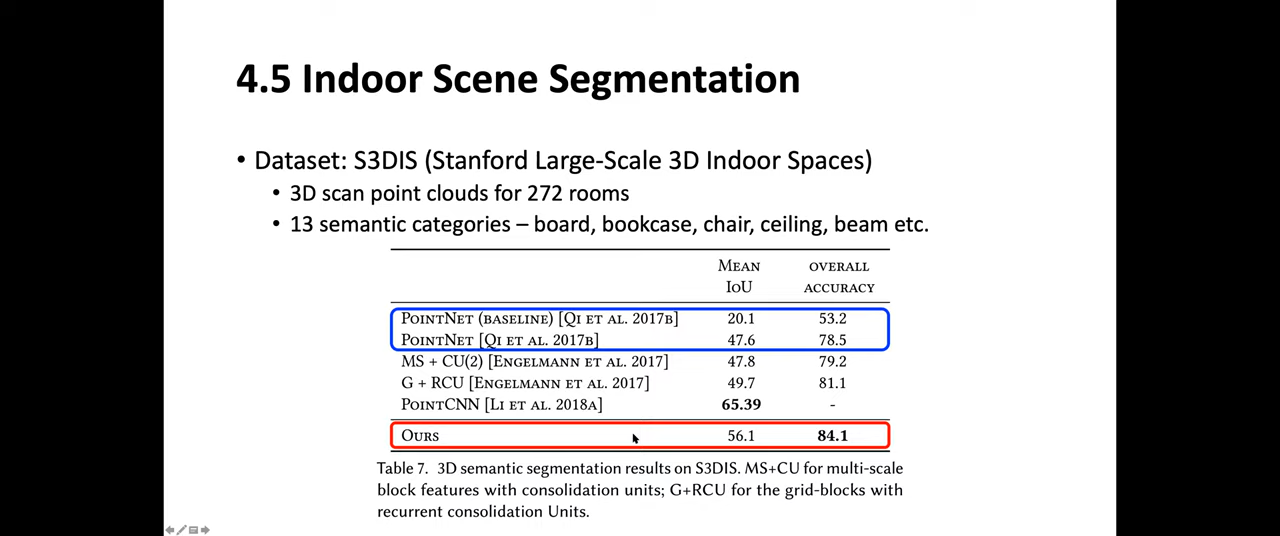 4.5 Indoor Scene Segmentation
• Dataset: S3DIS (Stanford Large-Scale 3D Indoor Spaces)
• 3D scan point clouds for 272 rooms
• 13 semantic categories – board, bookcase, chair, ceiling, beam etc.
Mean IoU overall accuracy
PointNet (baseline) [Qi et al. 2017b] 20.1 53.2
PointNet [Qi et al. 2017b] 47.6 78.5
MS + CU(2) [Engelmann et al. 2017] 47.8 79.2
G + RCU [Engelmann et al. 2017] 49.7 81.1
PointCNN [Li et al. 2018a] 65.39 -
Ours 56.1 84.1
Table 7. 3D semantic segmentation results on S3DIS. MS+CU for multi-scale
block features with consolidation units; G+RCU for the grid-blocks with
recurrent consolidation Units.